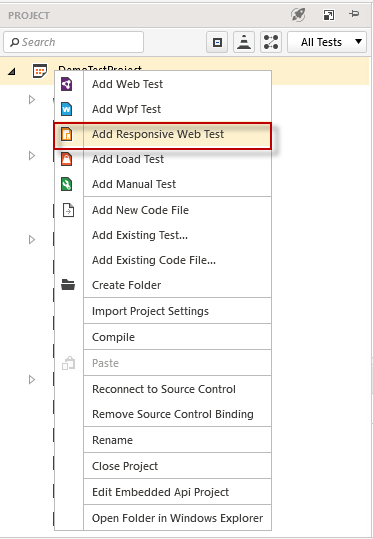 PROJECT
Search
All Tests
DemoTestProject
Add Web Test
Add Wpf Test
Add Responsive Web Test
Add Load Test
Add Manual Test
Add New Code File
Add Existing Test...
Add Existing Code File...
Create Folder
Import Project Settings
Compile
Paste
Reconnect to Source Control
Remove Source Control Binding
Rename
Close Project
Edit Embedded Api Project
Open Folder in Windows Explorer